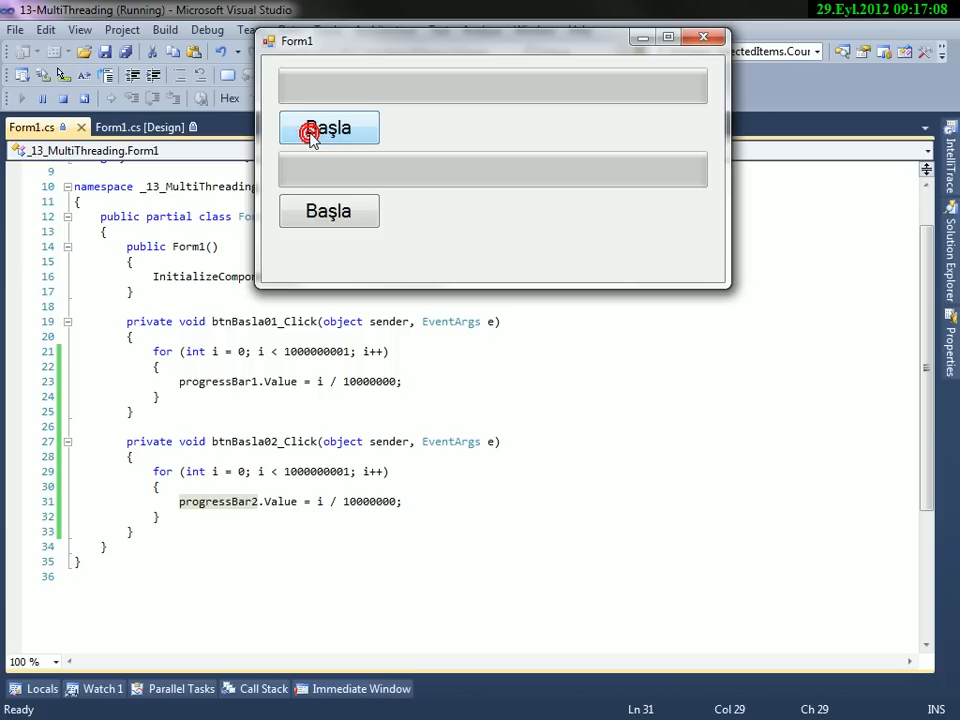 13-MultiThreading (Running) - Microsoft Visual Studio
29.Eyl.2012 09:17:08
File Edit View Project Build Debug
Form1
ectedItems.Cour
Hex
Form1.cs Form1.cs [Design]
_13_MultiThreading.Form1
Başla
Başla
9
10 namespace _13_MultiThreading
11 {
12 public partial class
13 {
14 public Form1()
15 {
16 InitializeCompon
17 }
18
19 private void btnBasla01_Click(object sender, EventArgs e)
20 {
21 for (int i = 0; i < 1000000001; i++)
22 {
23 progressBar1.Value = i / 10000000;
24 }
25 }
26
27 private void btnBasla02_Click(object sender, EventArgs e)
28 {
29 for (int i = 0; i < 1000000001; i++)
30 {
31 progressBar2.Value = i / 10000000;
32 }
33 }
34 }
35 }
36
IntelliTrace
Solution Explorer
Properties
100 %
Locals Watch 1 Parallel Tasks Call Stack Immediate Window
Ready Ln 31 Col 29 Ch 29 INS